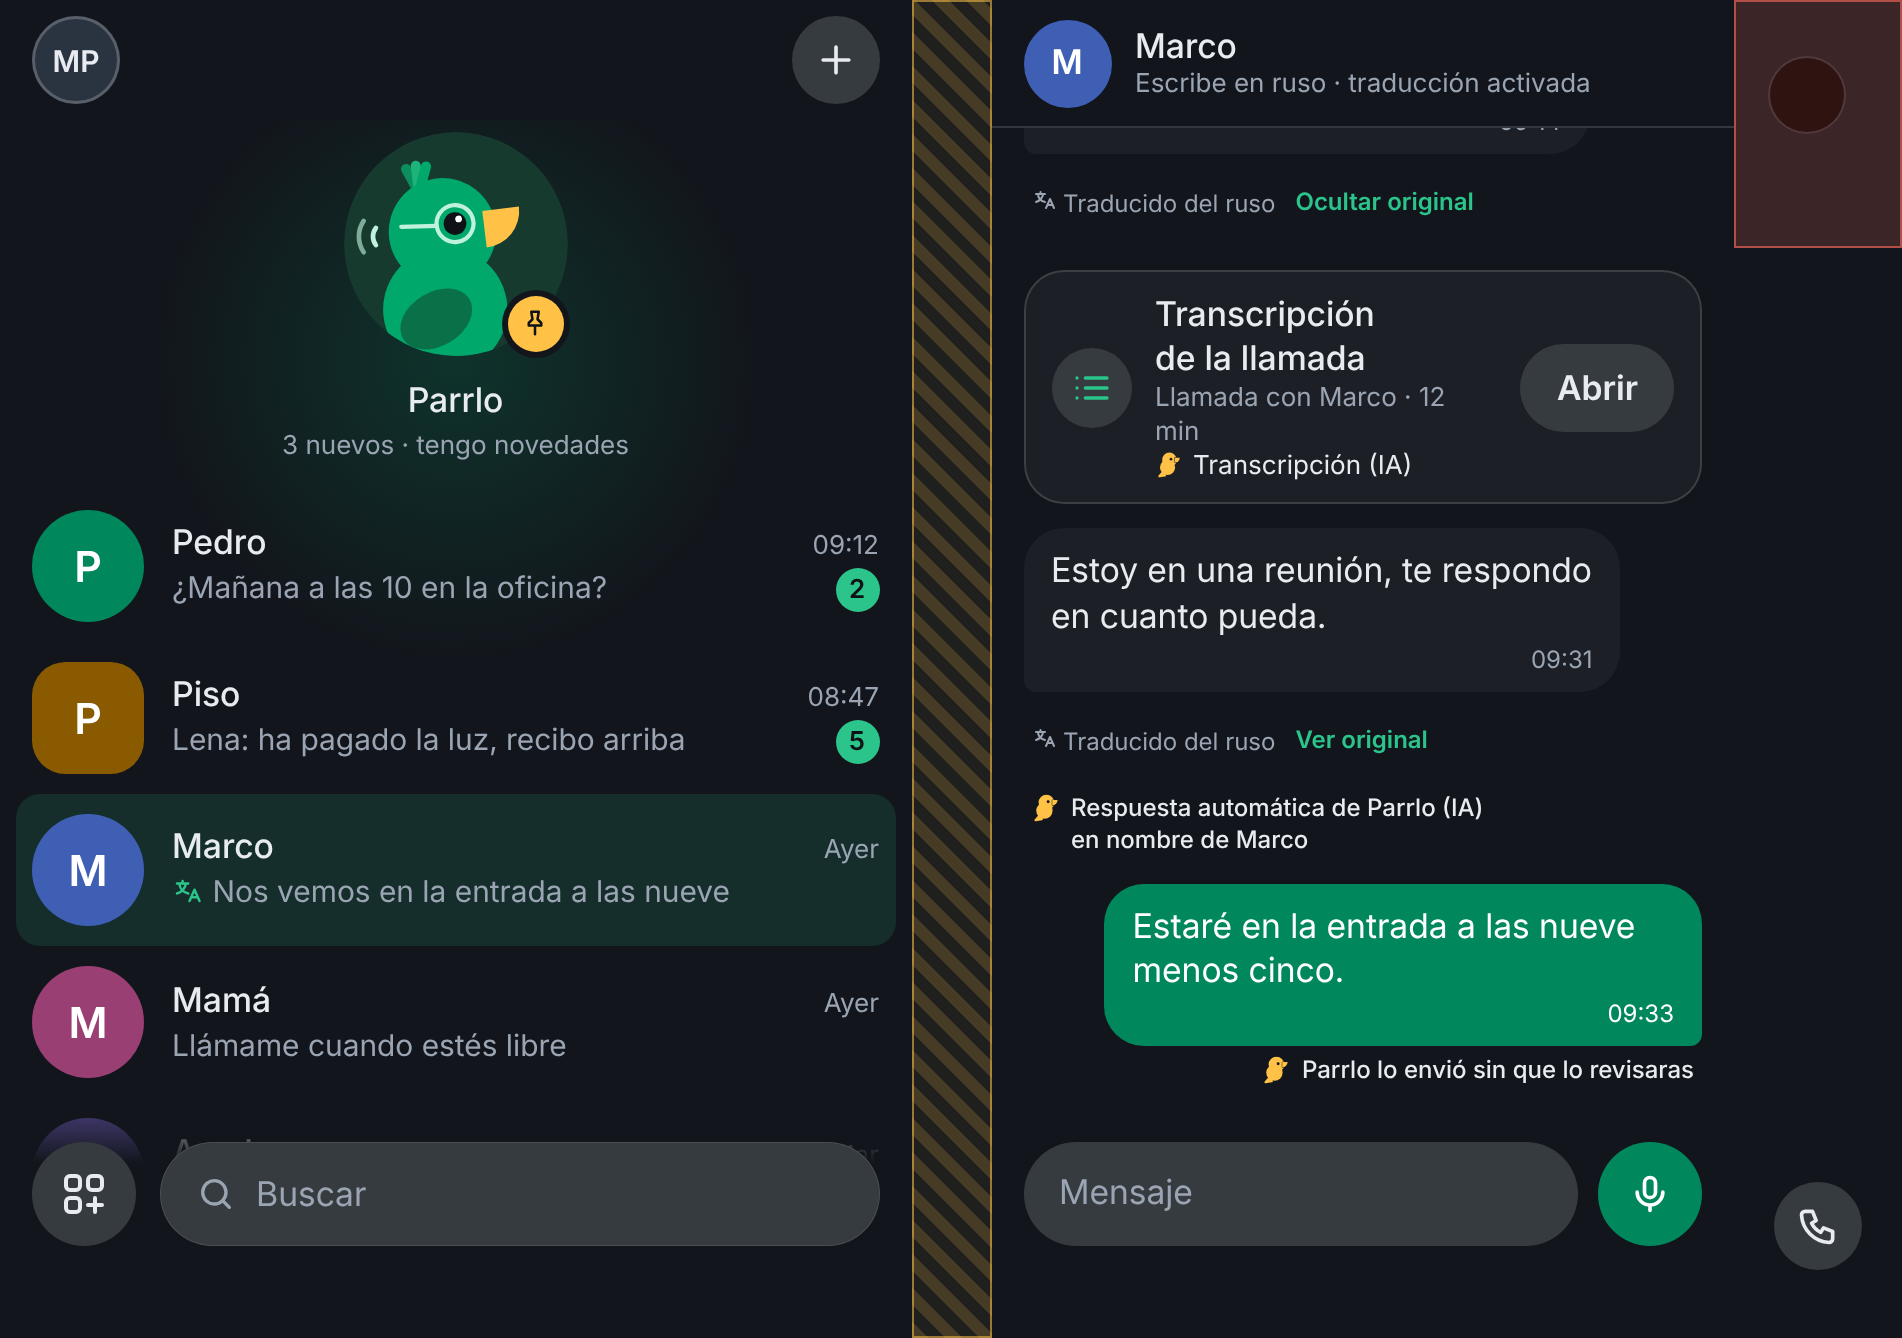 MP
Parrlo
3 nuevos · tengo novedades
P
Pedro
09:12
¿Mañana a las 10 en la oficina?
2
P
Piso
08:47
Lena: ha pagado la luz, recibo arriba
5
M
Marco
Ayer
Nos vemos en la entrada a las nueve
M
Mamá
Ayer
Llámame cuando estés libre
Buscar
M
Marco
Escribe en ruso · traducción activada
Traducido del ruso Ocultar original
Transcripción
de la llamada
Llamada con Marco · 12
min
Transcripción (IA)
Abrir
Estoy en una reunión, te respondo
en cuanto pueda.
09:31
Traducido del ruso Ver original
Respuesta automática de Parrlo (IA)
en nombre de Marco
Estaré en la entrada a las nueve
menos cinco.
09:33
Parrlo lo envió sin que lo revisaras
Mensaje